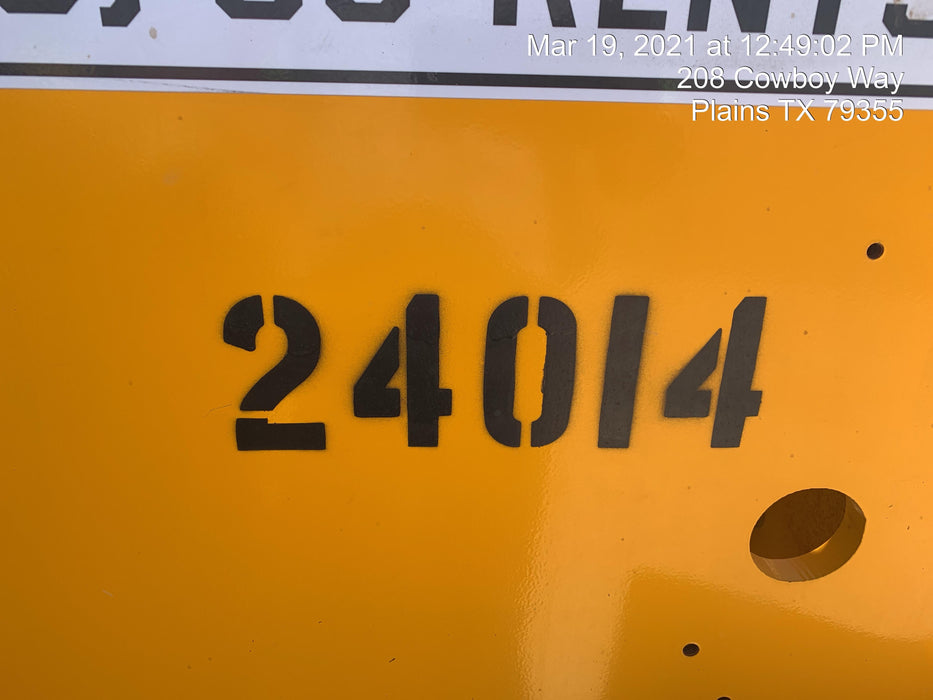 Mar 19, 2021 at 12:49:02 PM
208 Cowboy Way
Plains TX 79355
24014